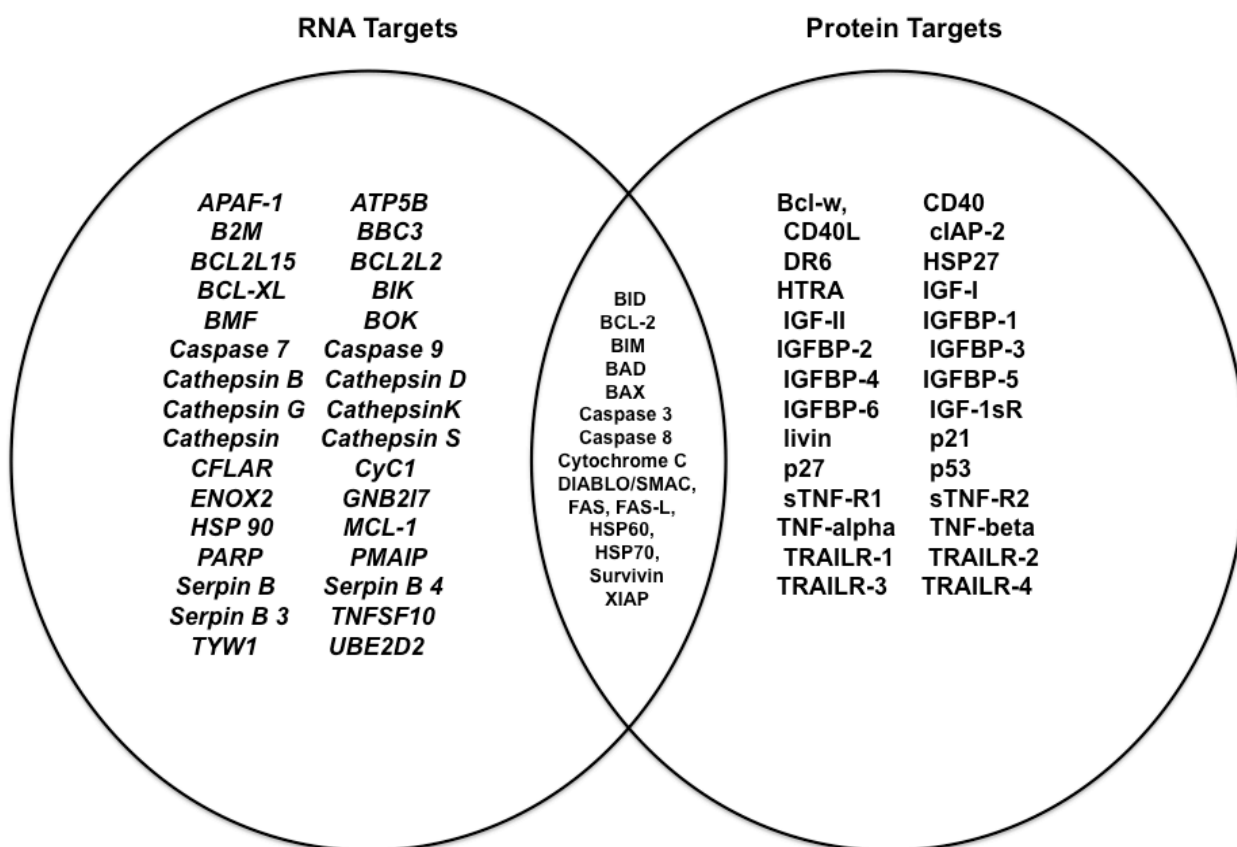 RNA Targets
Protein Targets
APAF-1 ATP5B
B2M BBC3
BCL2L15 BCL2L2
BCL-XL BIK
BMF BOK
Caspase 7 Caspase 9
Cathepsin B Cathepsin D
Cathepsin G CathepsinK
Cathepsin Cathepsin S
CFLAR CyC1
ENOX2 GNB2I7
HSP 90 MCL-1
PARP PMAIP
Serpin B Serpin B 4
Serpin B 3 TNFSF10
TYW1 UBE2D2
BID
BCL-2
BIM
BAD
BAX
Caspase 3
Caspase 8
Cytochrome C
DIABLO/SMAC,
FAS, FAS-L,
HSP60,
HSP70,
Survivin
XIAP
Bcl-w, CD40
CD40L cIAP-2
DR6 HSP27
HTRA IGF-I
IGF-II IGFBP-1
IGFBP-2 IGFBP-3
IGFBP-4 IGFBP-5
IGFBP-6 IGF-1sR
livin p21
p27 p53
sTNF-R1 sTNF-R2
TNF-alpha TNF-beta
TRAILR-1 TRAILR-2
TRAILR-3 TRAILR-4